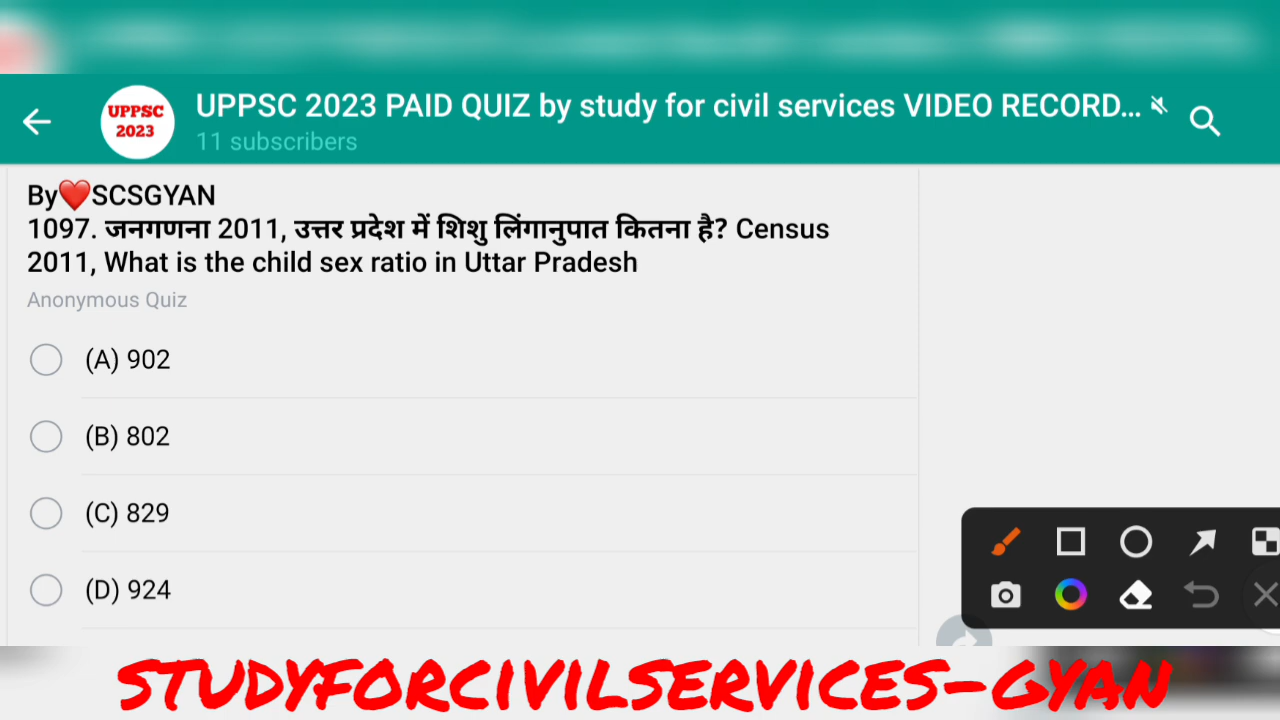 UPPSC
2023
UPPSC 2023 PAID QUIZ by study for civil services VIDEO RECORD...
11 subscribers
By❤️SCSGYAN
1097. जनगणना 2011, उत्तर प्रदेश में शिशु लिंगानुपात कितना है? Census
2011, What is the child sex ratio in Uttar Pradesh
Anonymous Quiz
(A) 902
(B) 802
(C) 829
(D) 924
STUDYFORCIVILSERVICES-GYAN